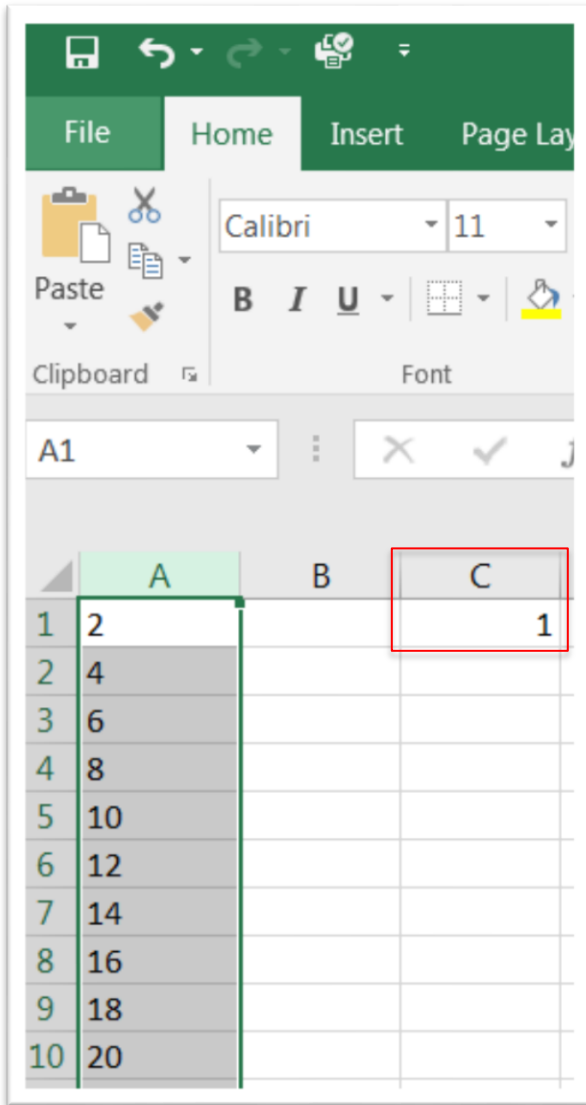 File Home Insert Page Lay
Calibri 11
Paste
B I U
Clipboard Font
A1
A B C
1 2 1
2 4
3 6
4 8
5 10
6 12
7 14
8 16
9 18
10 20